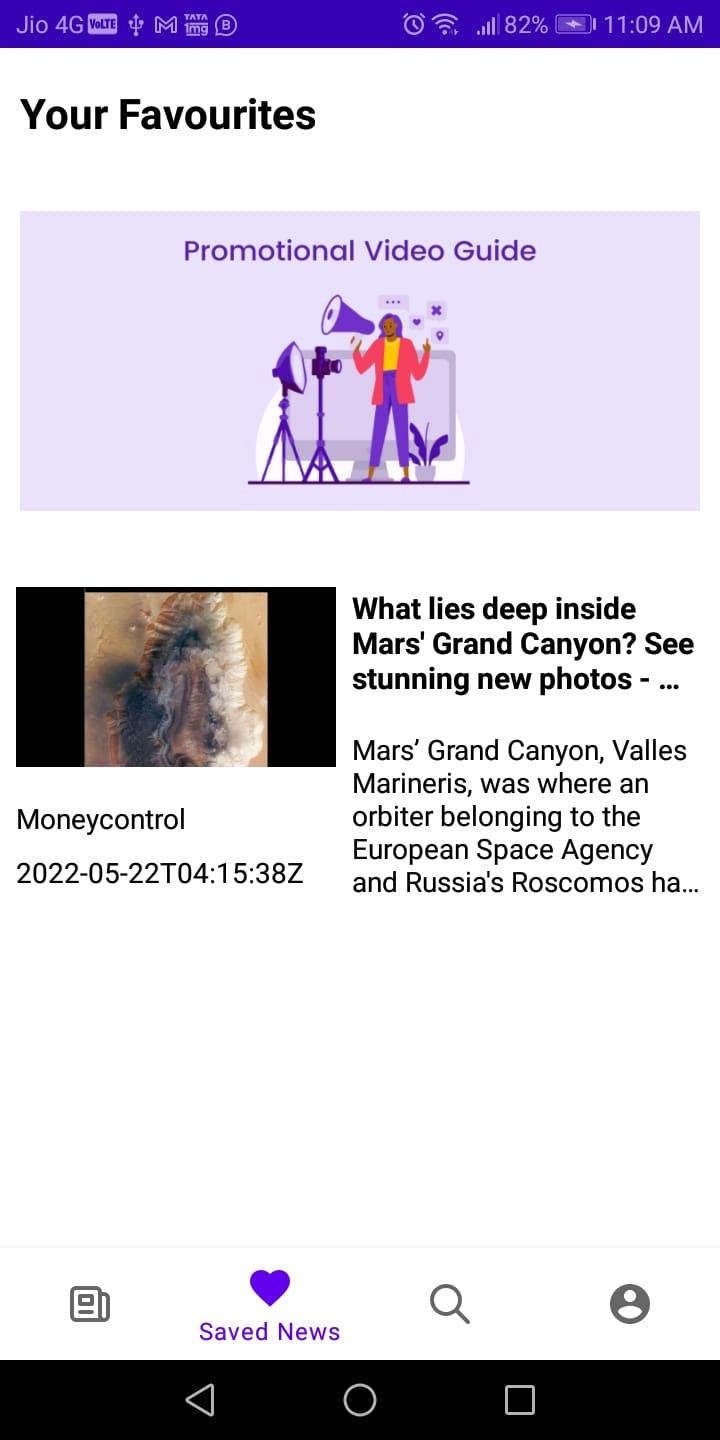 Jio 4G VoLTE TATA 1mg B 82% 11:09 AM
Your Favourites
Promotional Video Guide
What lies deep inside
Mars' Grand Canyon? See
stunning new photos - ...
Mars’ Grand Canyon, Valles
Marineris, was where an
orbiter belonging to the
European Space Agency
and Russia's Roscomos ha...
Moneycontrol
2022-05-22T04:15:38Z
Saved News